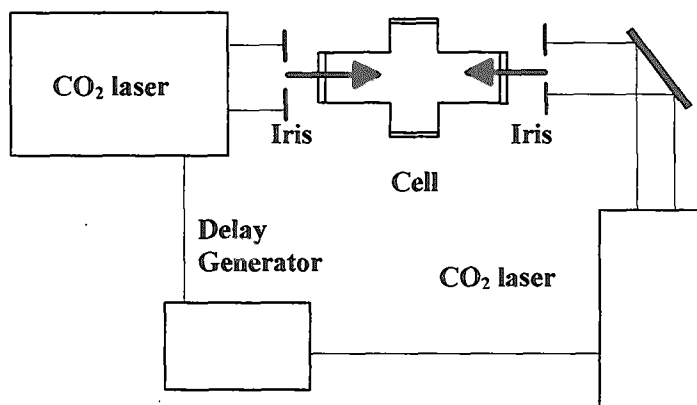 CO₂ laser
Iris
Iris
Cell
Delay
Generator
CO₂ laser